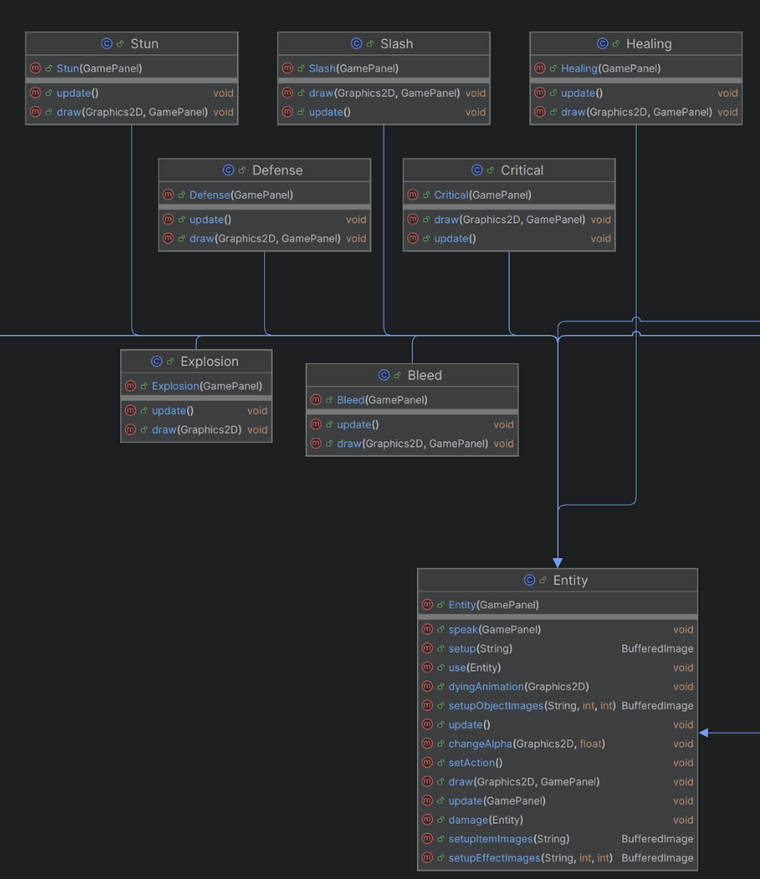 Stun
Stun(GamePanel)
update() void
draw(Graphics2D, GamePanel) void
Slash
Slash(GamePanel)
draw(Graphics2D, GamePanel) void
update() void
Healing
Healing(GamePanel)
update() void
draw(Graphics2D, GamePanel) void
Defense
Defense(GamePanel)
update() void
draw(Graphics2D, GamePanel) void
Critical
Critical(GamePanel)
draw(Graphics2D, GamePanel) void
update() void
Explosion
Explosion(GamePanel)
update() void
draw(Graphics2D) void
Bleed
Bleed(GamePanel)
update() void
draw(Graphics2D, GamePanel) void
Entity
Entity(GamePanel)
speak(GamePanel) void
setup(String) BufferedImage
use(Entity) void
dyingAnimation(Graphics2D) void
setupObjectImages(String, int, int) BufferedImage
update() void
changeAlpha(Graphics2D, float) void
setAction() void
draw(Graphics2D, GamePanel) void
update(GamePanel) void
damage(Entity) void
setupItemImages(String) BufferedImage
setupEffectImages(String, int, int) BufferedImage